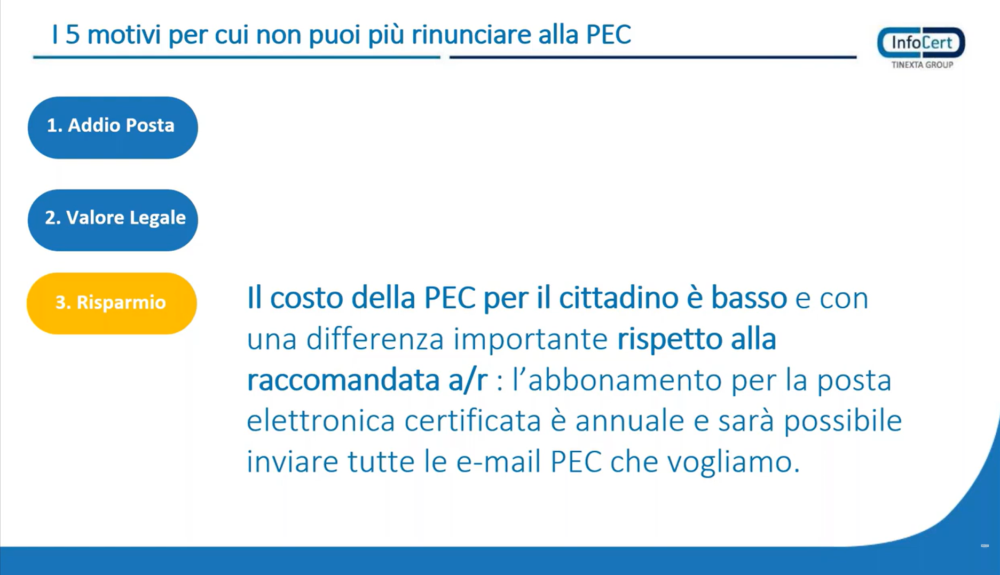 I 5 motivi per cui non puoi più rinunciare alla PEC
InfoCert
TINEXTA GROUP
1. Addio Posta
2. Valore Legale
3. Risparmio
Il costo della PEC per il cittadino è basso e con
una differenza importante rispetto alla
raccomandata a/r : l’abbonamento per la posta
elettronica certificata è annuale e sarà possibile
inviare tutte le e-mail PEC che vogliamo.